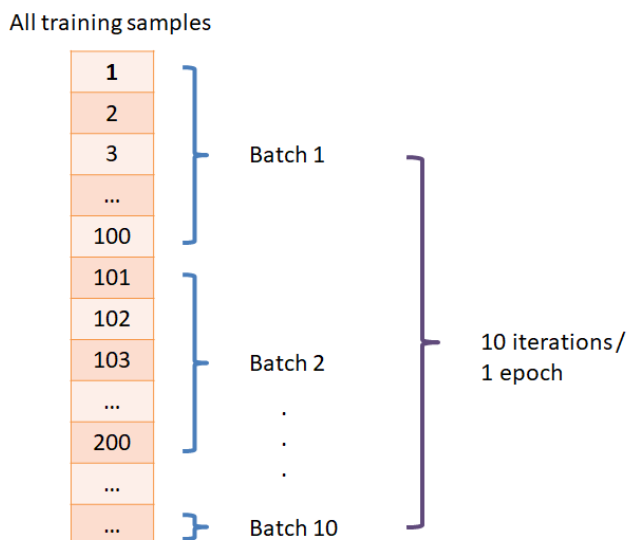 All training samples
1
2
3
...
100
101
102
103
...
200
...
...
Batch 1
Batch 2
.
.
.
Batch 10
10 iterations/
1 epoch